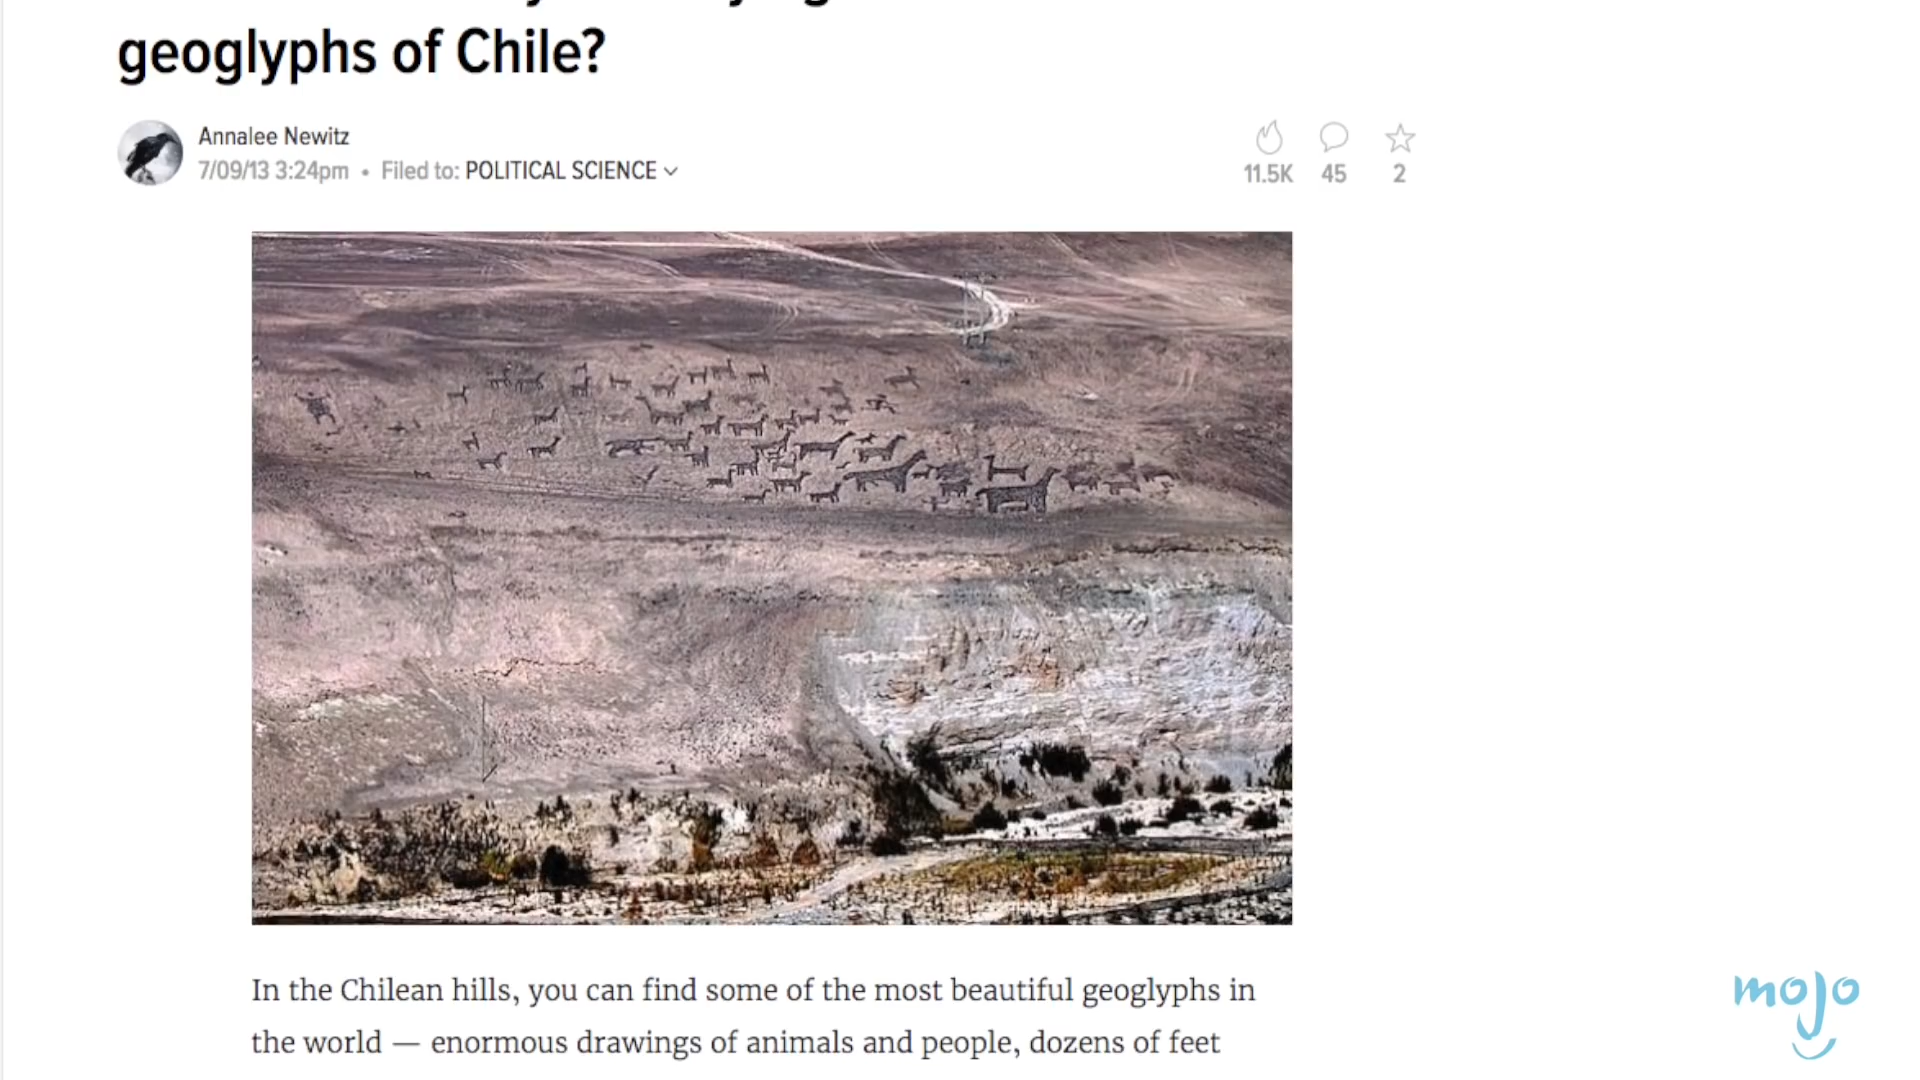 geoglyphs of Chile?
Annalee Newitz
7/09/13 3:24pm • Filed to: POLITICAL SCIENCE
11.5K 45 2
In the Chilean hills, you can find some of the most beautiful geoglyphs in
the world — enormous drawings of animals and people, dozens of feet
mojo